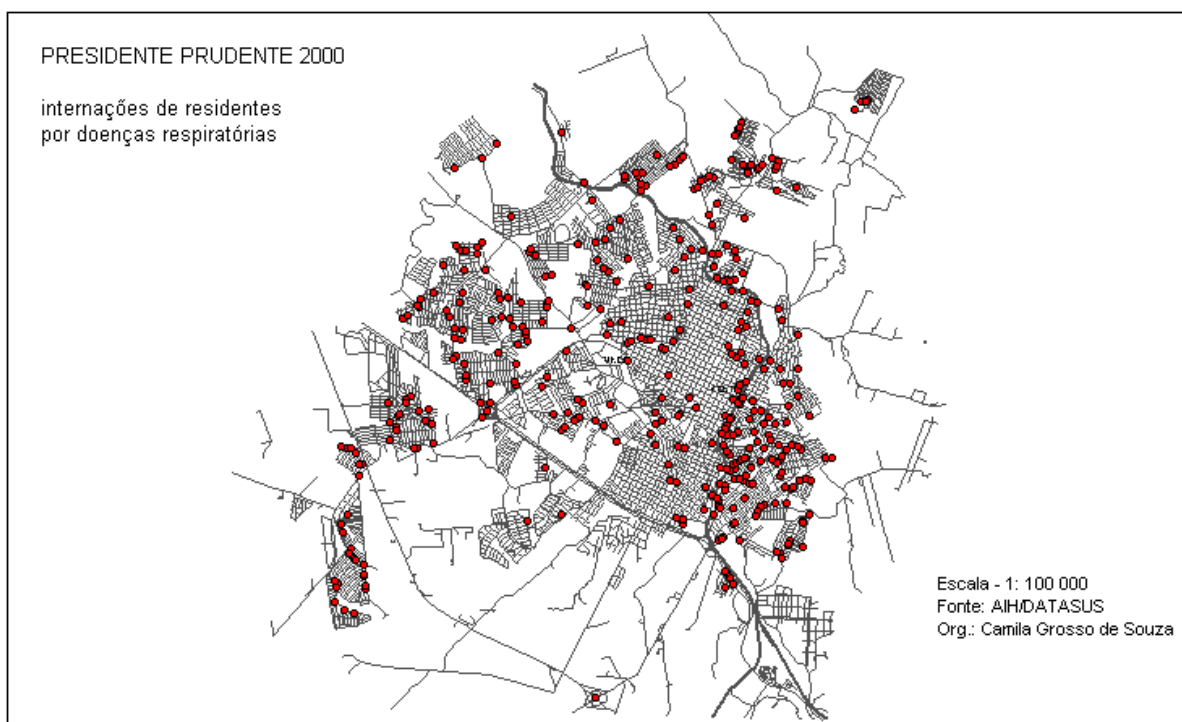 PRESIDENTE PRUDENTE 2000
internações de residentes
por doenças respiratórias
Escala - 1: 100 000
Fonte: AIH/DATASUS
Org.: Camila Grosso de Souza